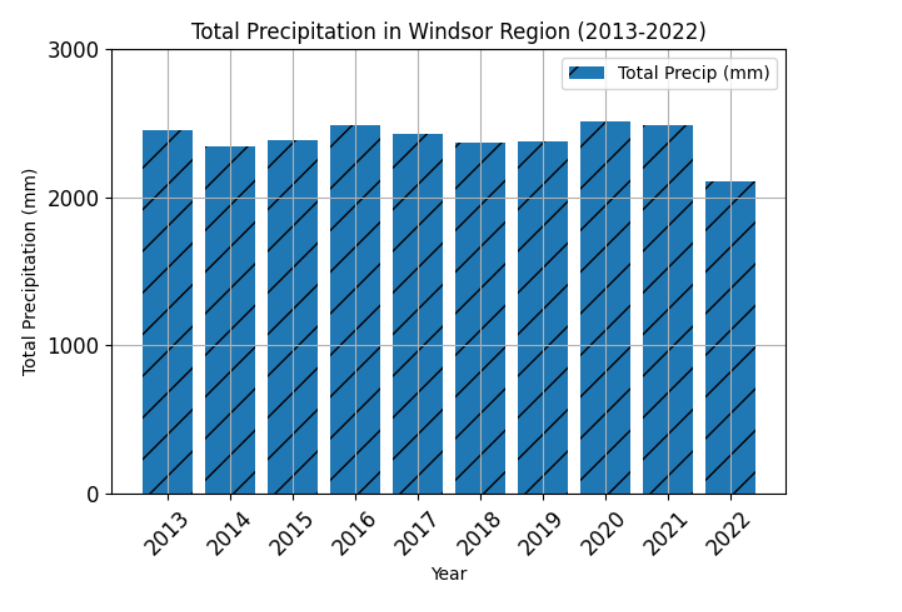 Total Precipitation in Windsor Region (2013-2022)
3000
Total Precip (mm)
2000
1000
0
Total Precipitation (mm)
2013 2014 2015 2016 2017 2018 2019 2020 2021 2022
Year